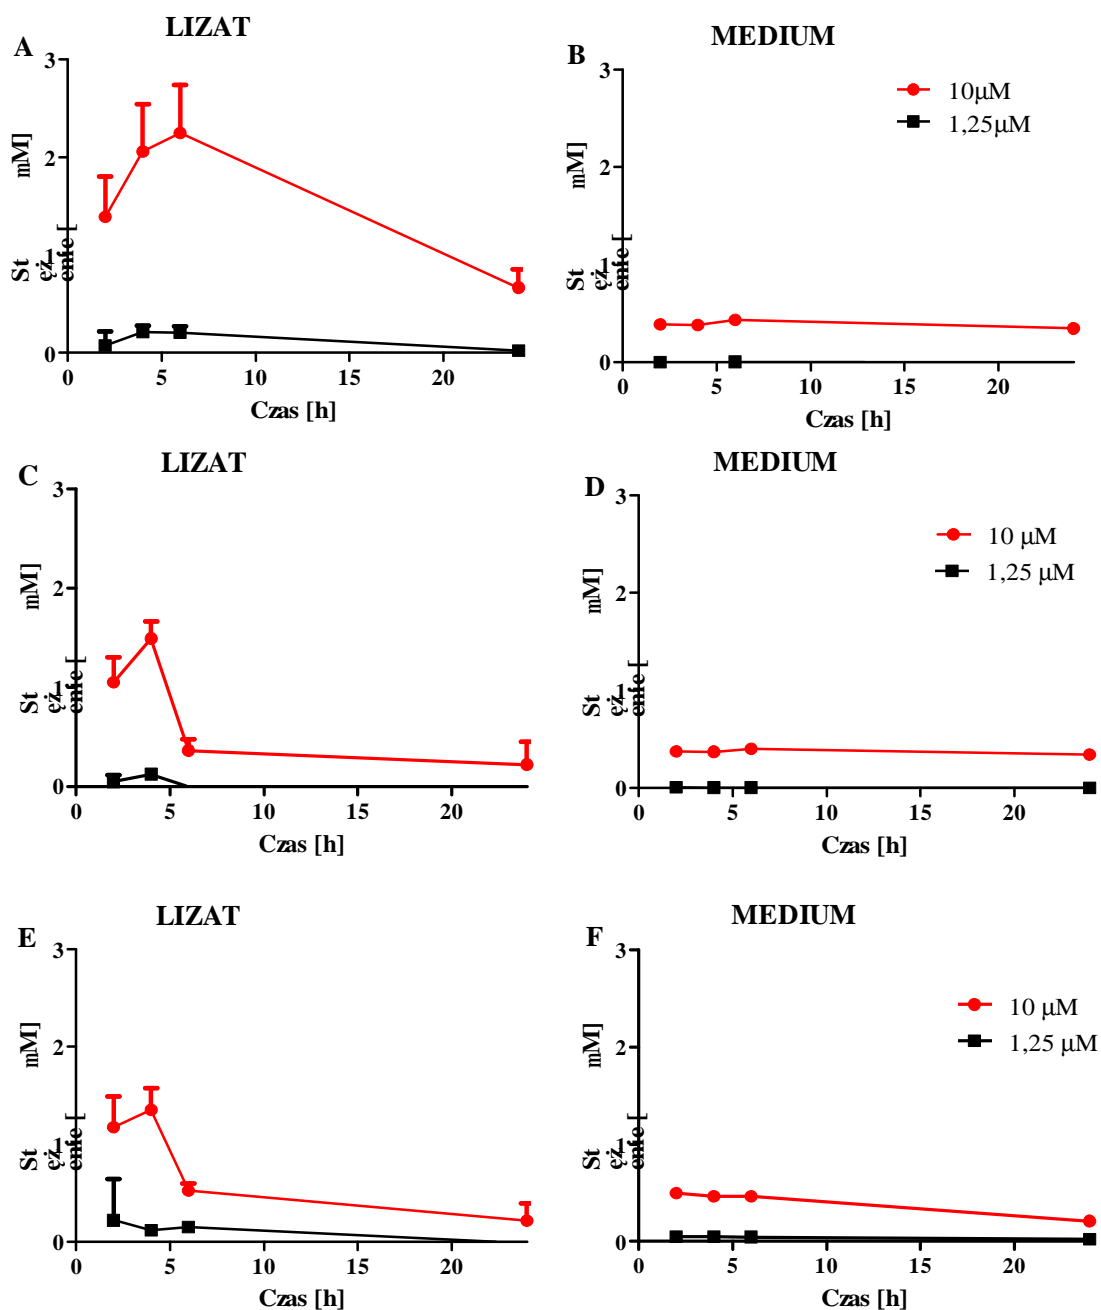 LIZAT
A
3
2
1
0
mM]
St
ęż
enie [
0 5 10 15 20
Czas [h]
MEDIUM
B
3
2
1
0
mM]
St
ęż
enie [
10μM
1,25μM
0 5 10 15 20
Czas [h]
LIZAT
C
3
2
1
0
mM]
St
ęż
enie [
0 5 10 15 20
Czas [h]
MEDIUM
D
3
2
1
0
mM]
St
ęż
enie [
10 μM
1,25 μM
0 5 10 15 20
Czas [h]
LIZAT
E
3
2
1
0
mM]
St
ęż
enie [
0 5 10 15 20
Czas [h]
MEDIUM
F
3
2
1
0
mM]
St
ęż
enie [
10 μM
1,25 μM
0 5 10 15 20
Czas [h]